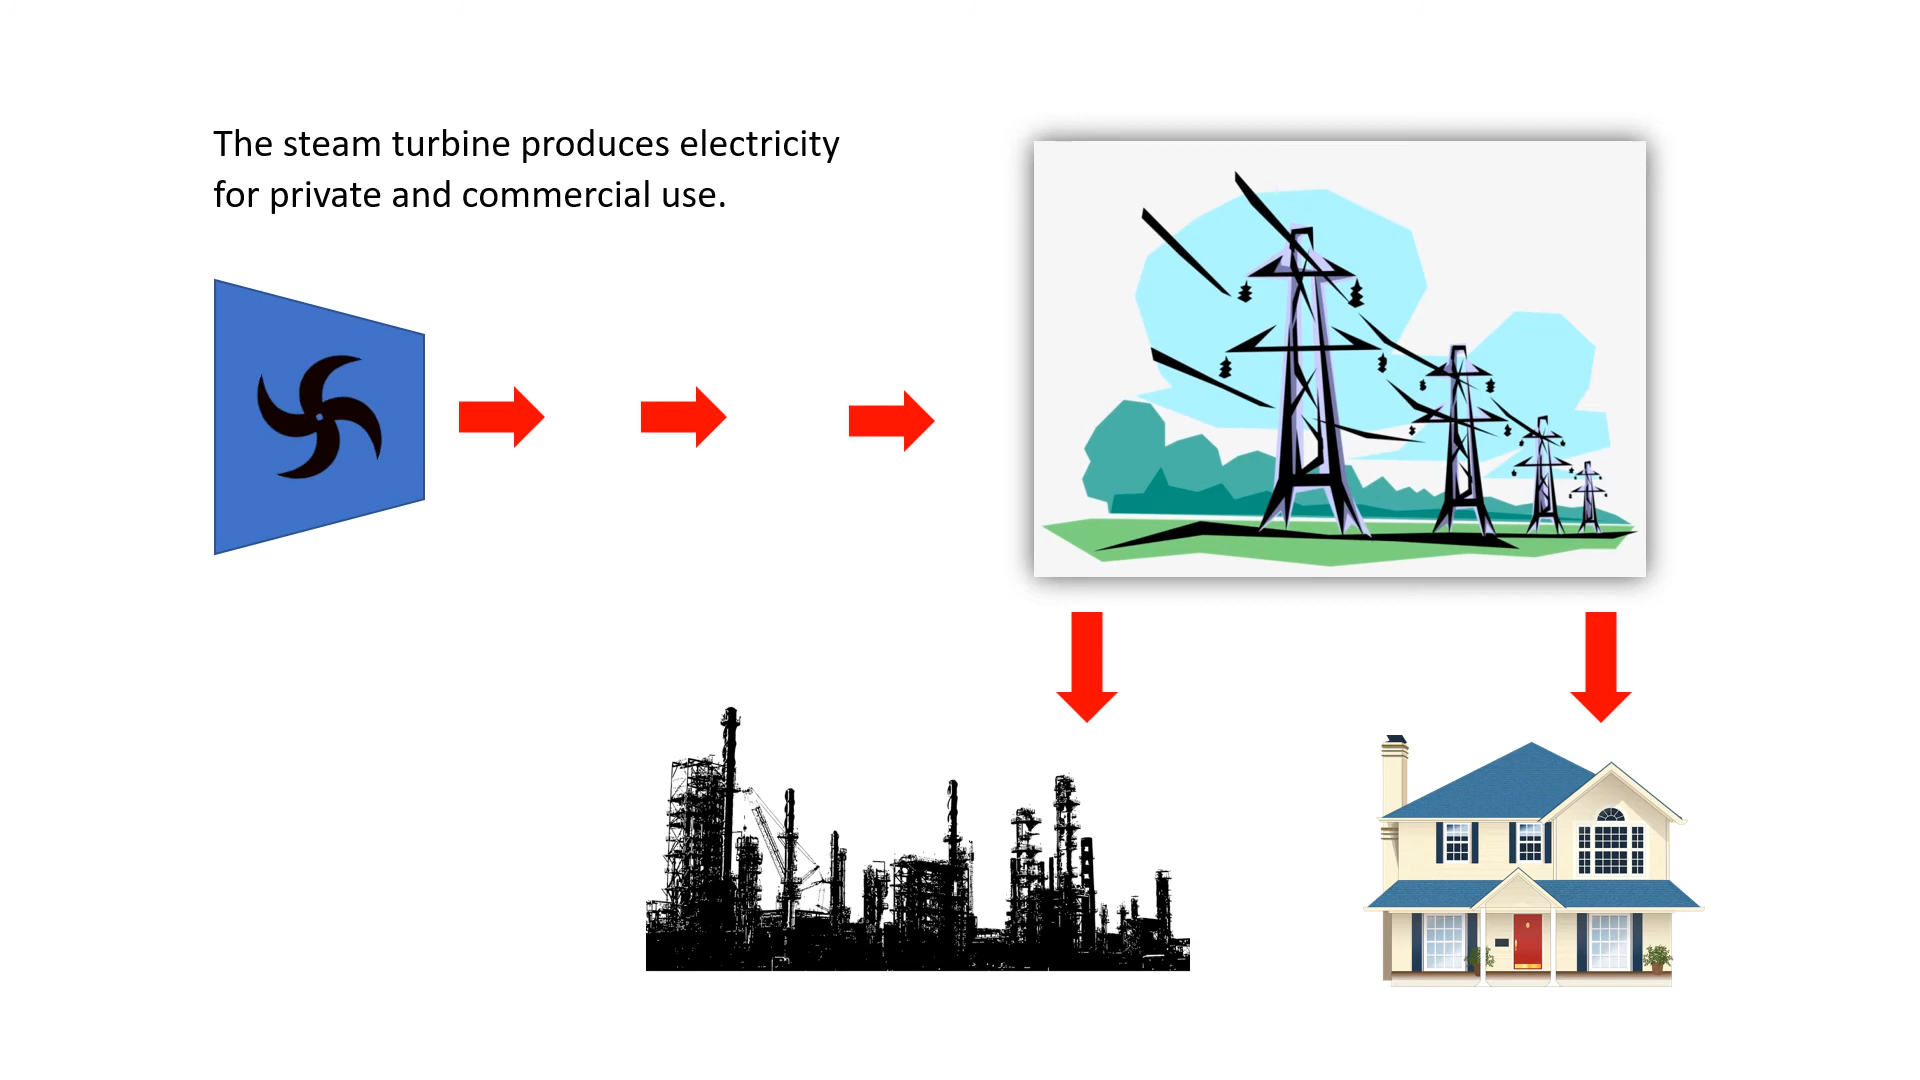 The steam turbine produces electricity
for private and commercial use.